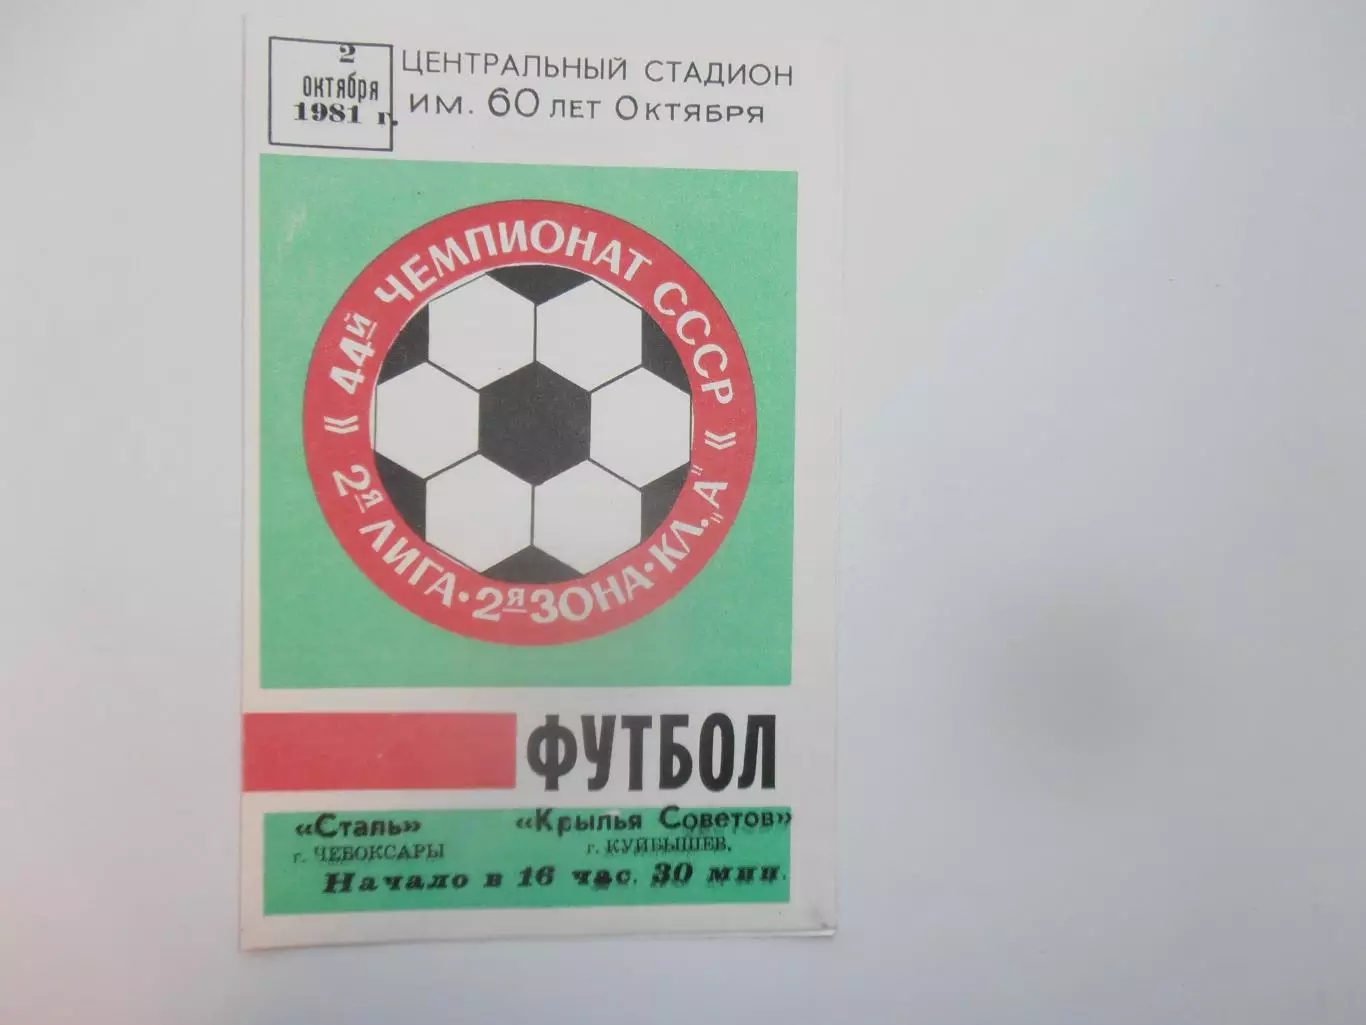 2
октября
1981 г.
ЦЕНТРАЛЬНЫЙ СТАДИОН
им. 60 лет Октября
« 44й ЧЕМПИОНАТ СССР »
2я ЛИГА • 2я ЗОНА • КЛ. „А"
ФУТБОЛ
«Сталь» «Крылья Советов»
г. ЧЕБОКСАРЫ г. КУЙБЫШЕВ.
Начало в 16 час. 30 мин.